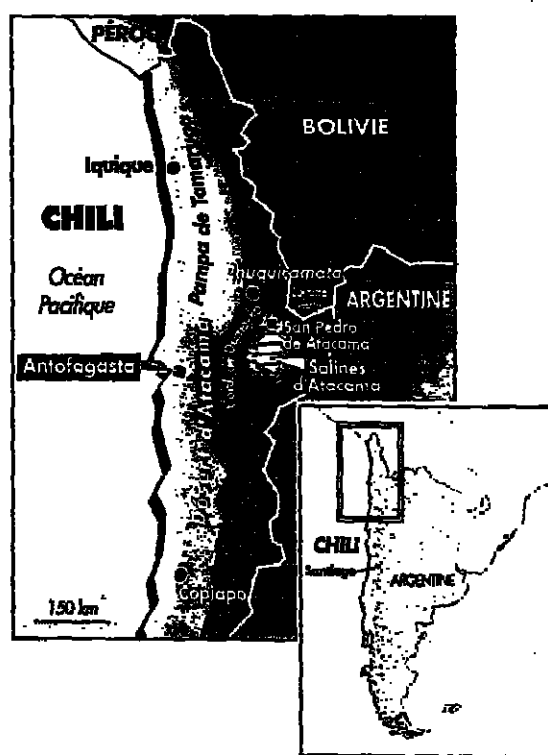 PÉROU
BOLIVIE
Iquique
Pampa de Tamarugal
CHILI
Océan
Pacifique
Chuquicamata
ARGENTINE
San Pedro
de Atacama
Salines
d'Atacama
Antofagasta
Désert d'Atacama
Copiapo
150 km
CHILI
Santiago
ARGENTINE